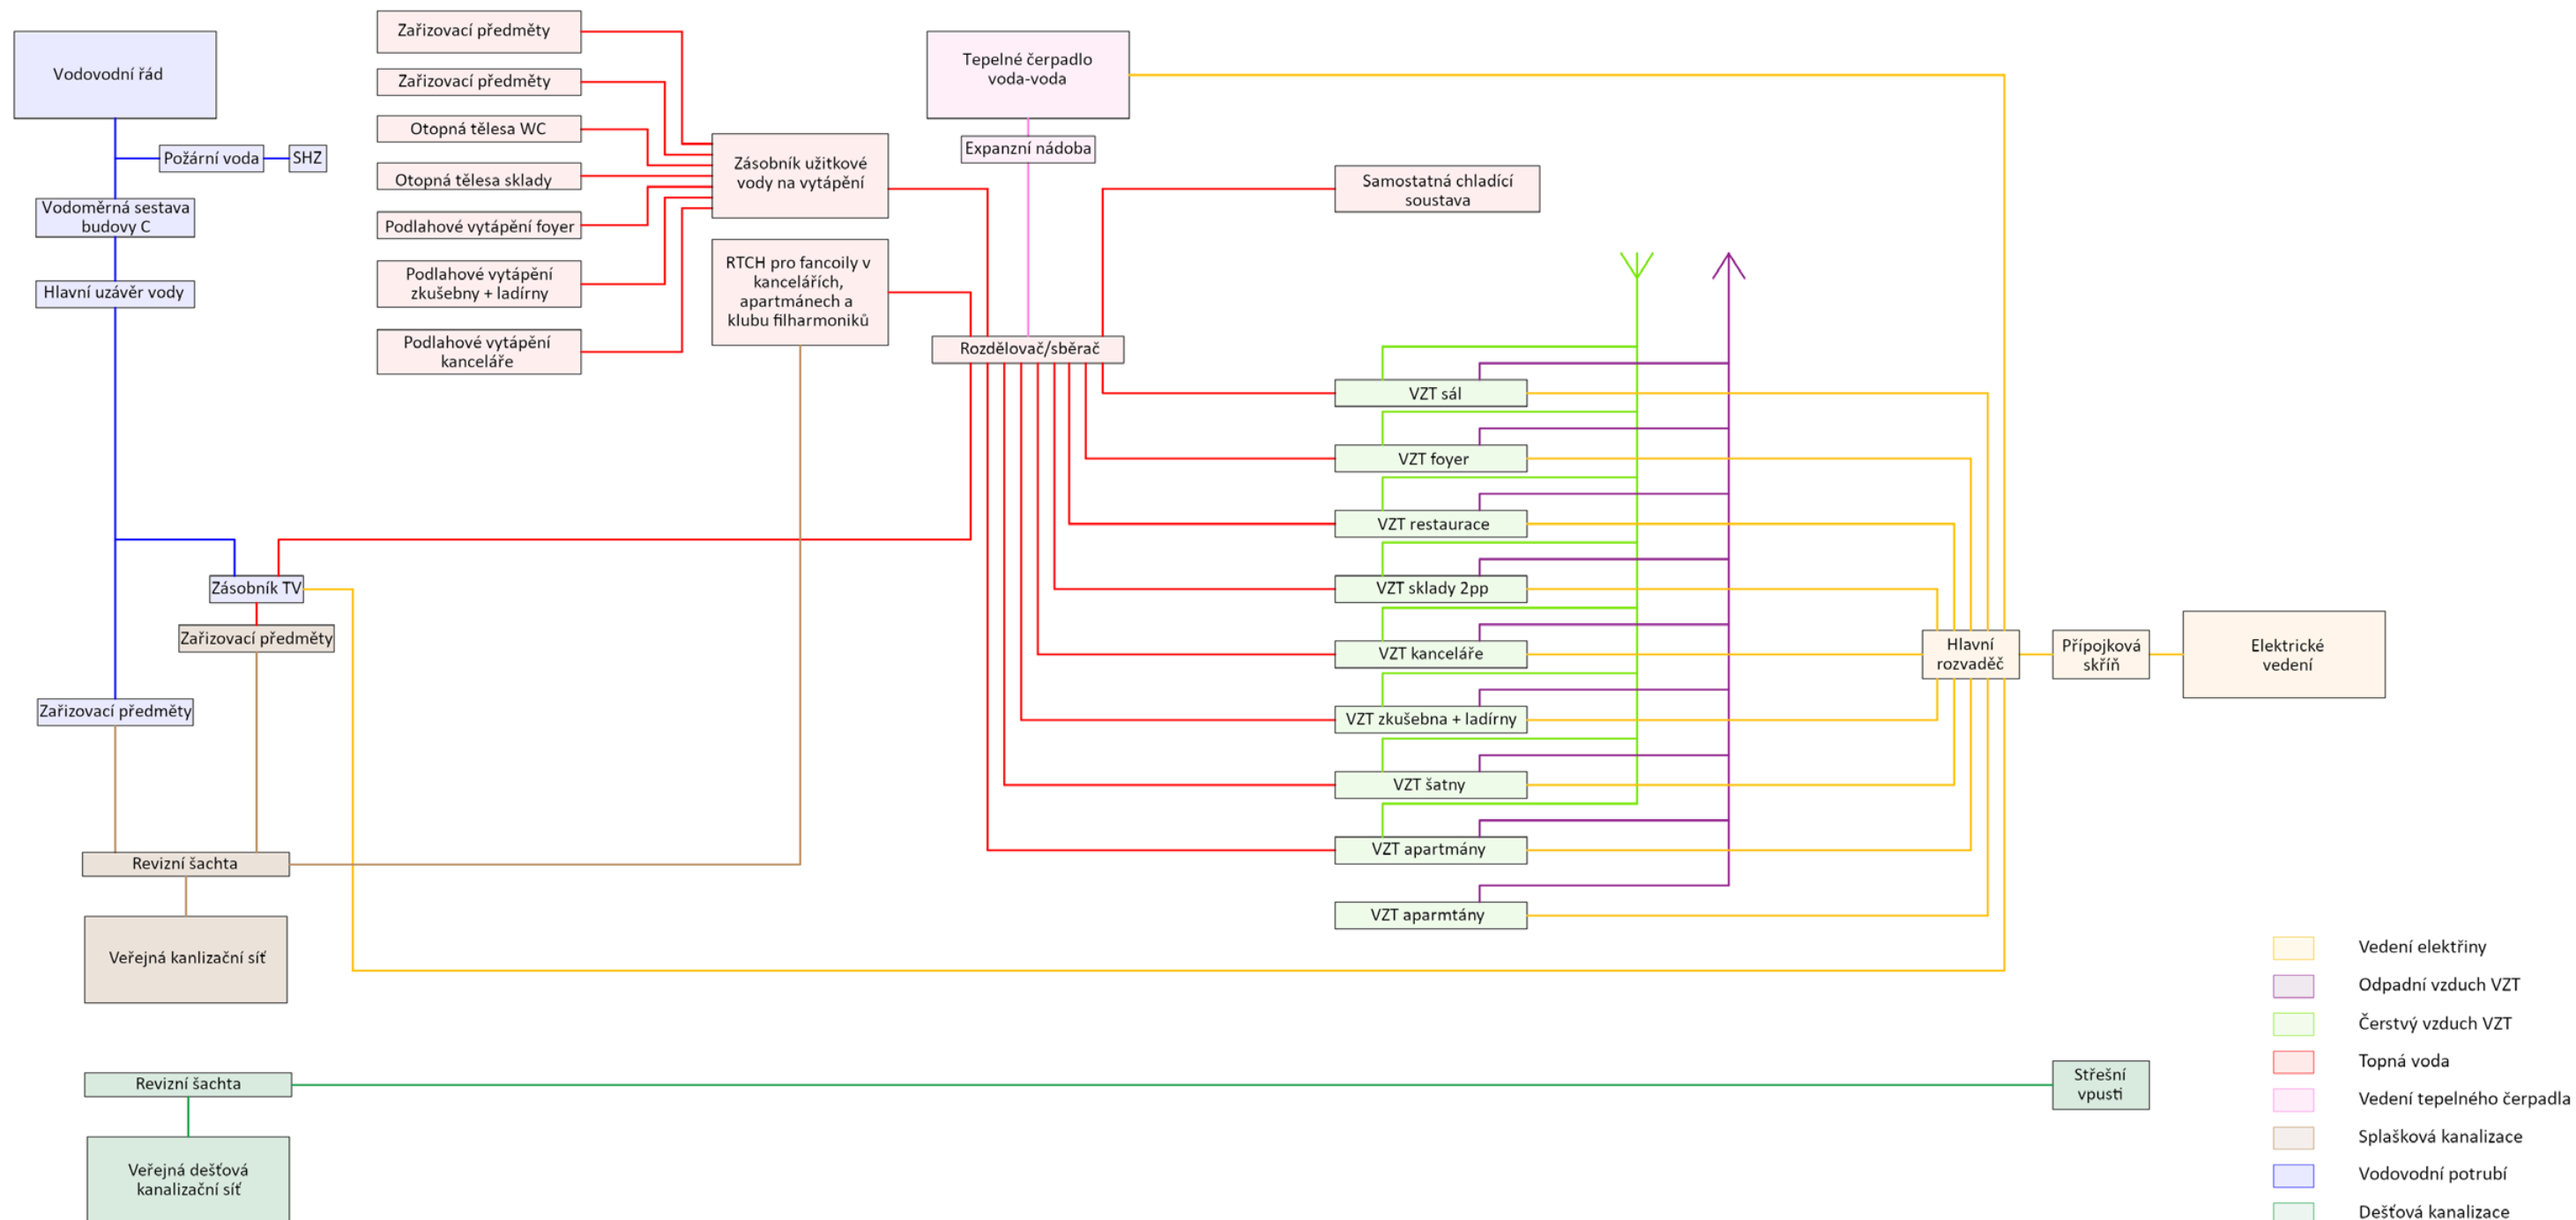 Vodovodní řád
Požární voda
SHZ
Vodoměrná sestava
budovy C
Hlavní uzávěr vody
Zásobník TV
Zařizovací předměty
Zařizovací předměty
Revizní šachta
Veřejná kanlizační síť
Revizní šachta
Veřejná dešťová
kanalizační síť
Zařizovací předměty
Zařizovací předměty
Otopná tělesa WC
Otopná tělesa sklady
Podlahové vytápění foyer
Podlahové vytápění
zkušebny + ladírny
Podlahové vytápění
kanceláře
Zásobník užitkové
vody na vytápění
RTCH pro fancoily v
kancelářích,
apartmánech a
klubu filharmoniků
Tepelné čerpadlo
voda-voda
Expanzní nádoba
Rozdělovač/sběrač
Samostatná chladící
soustava
VZT sál
VZT foyer
VZT restaurace
VZT sklady 2pp
VZT kanceláře
VZT zkušebna + ladírny
VZT šatny
VZT apartmány
VZT aparmtány
Hlavní
rozvaděč
Přípojková
skříň
Elektrické
vedení
Střešní
vpusti
Vedení elektřiny
Odpadní vzduch VZT
Čerstvý vzduch VZT
Topná voda
Vedení tepelného čerpadla
Splašková kanalizace
Vodovodní potrubí
Dešťová kanalizace